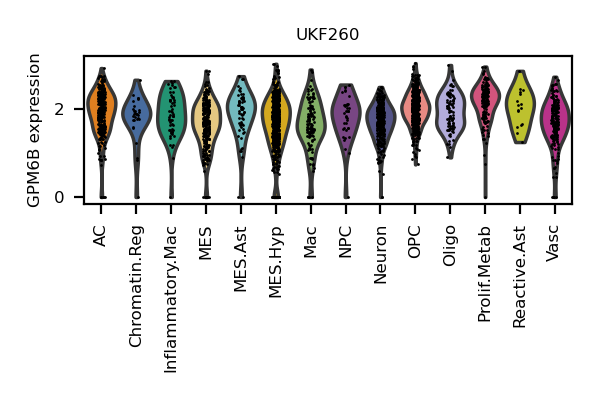 UKF260
GPM6B expression
2
0
AC
Chromatin.Reg
Inflammatory.Mac
MES
MES.Ast
MES.Hyp
Mac
NPC
Neuron
OPC
Oligo
Prolif.Metab
Reactive.Ast
Vasc